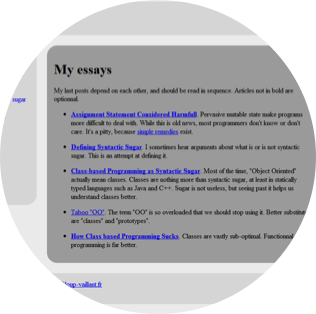 My essays
My last posts depend on each other, and should be read in sequence. Articles not in bold are
optionnal.
sugar
Assignment Statement Considered Harmfull. Pervasive mutable state make programs
more difficult to deal with. While this is old news, most programmers don't know or don't
care. It's a pitty, because simple remedies exist.
Defining Syntactic Sugar. I sometimes hear arguments about what is or is not syntactic
sugar. This is an attempt at defining it.
Class-based Programming as Syntactic Sugar. Most of the time, "Object Oriented"
actually mean classes. Classes are nothing more than syntactic sugar, at least in statically
typed languages such as Java and C++. Sugar is not useless, but seeing past it helps us
understand classes better.
Taboo "OO". The term "OO" is so overloaded that we should stop using it. Better
are "classes" and "prototypes".
How Class based Programming Sucks. Classes are vastly sub-optimal. Functionnal
programming is far better.
loup-vaillant.fr